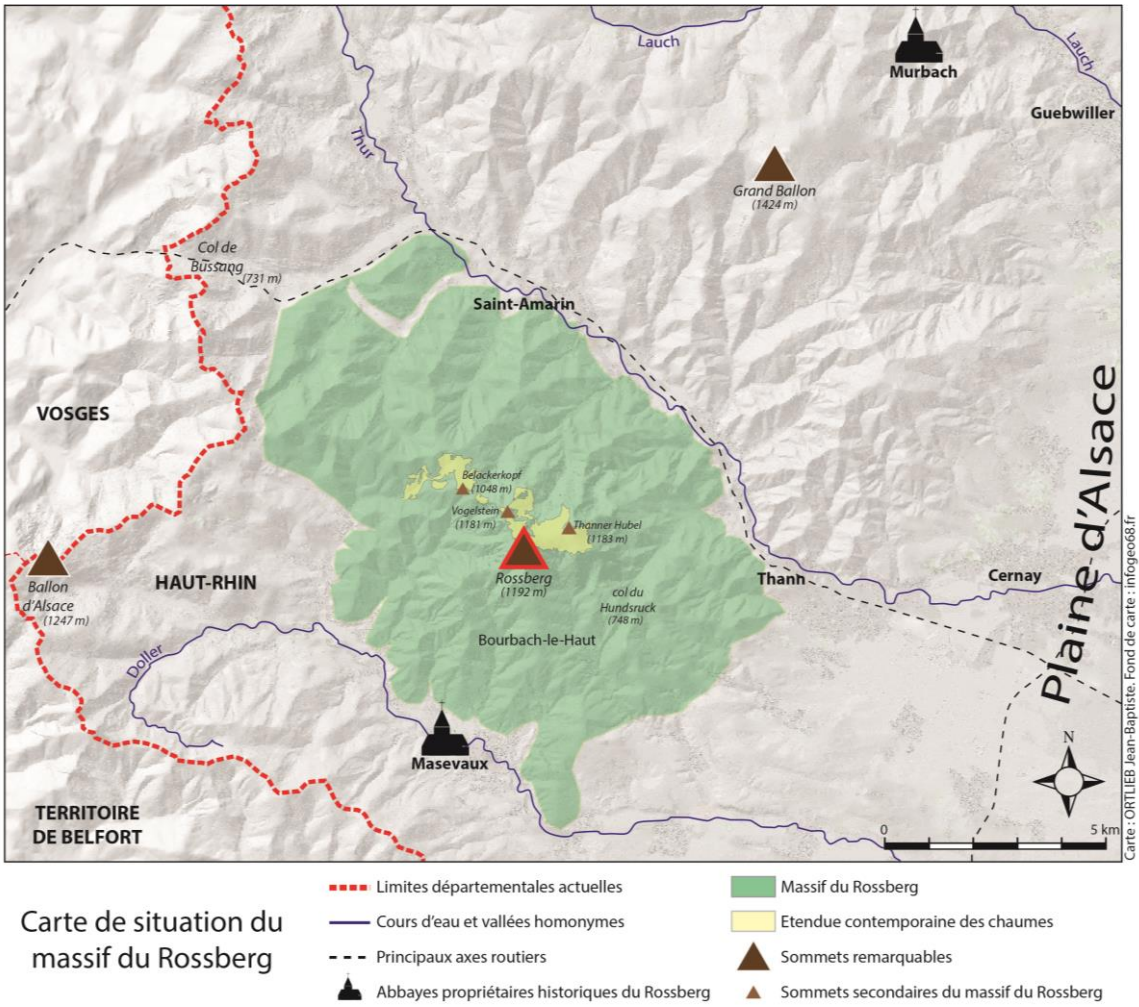 Lauch
Murbach
Lauch
Guebwiller
Thur
Grand Ballon
(1424 m)
Col de
Bussang
(731 m)
Saint-Amarin
VOSGES
Belackerkopf
(1048 m)
Vogelstein
(1181 m)
Thanner Hubel
(1183 m)
Rossberg
(1192 m)
Ballon
d'Alsace
(1247 m)
HAUT-RHIN
col du
Hundsruck
(748 m)
Thanh
Cernay
Plaine d'Alsace
Bourbach-le-Haut
Doller
Masevaux
N
TERRITOIRE
DE BELFORT
0
5 km
Carte : ORTLIEB Jean-Baptiste. Fond de carte : infogeo68.fr
Carte de situation du
massif du Rossberg
Limites départementales actuelles
Cours d'eau et vallées homonymes
Principaux axes routiers
Abbayes propriétaires historiques du Rossberg
Massif du Rossberg
Etendue contemporaine des chaumes
Sommets remarquables
Sommets secondaires du massif du Rossberg